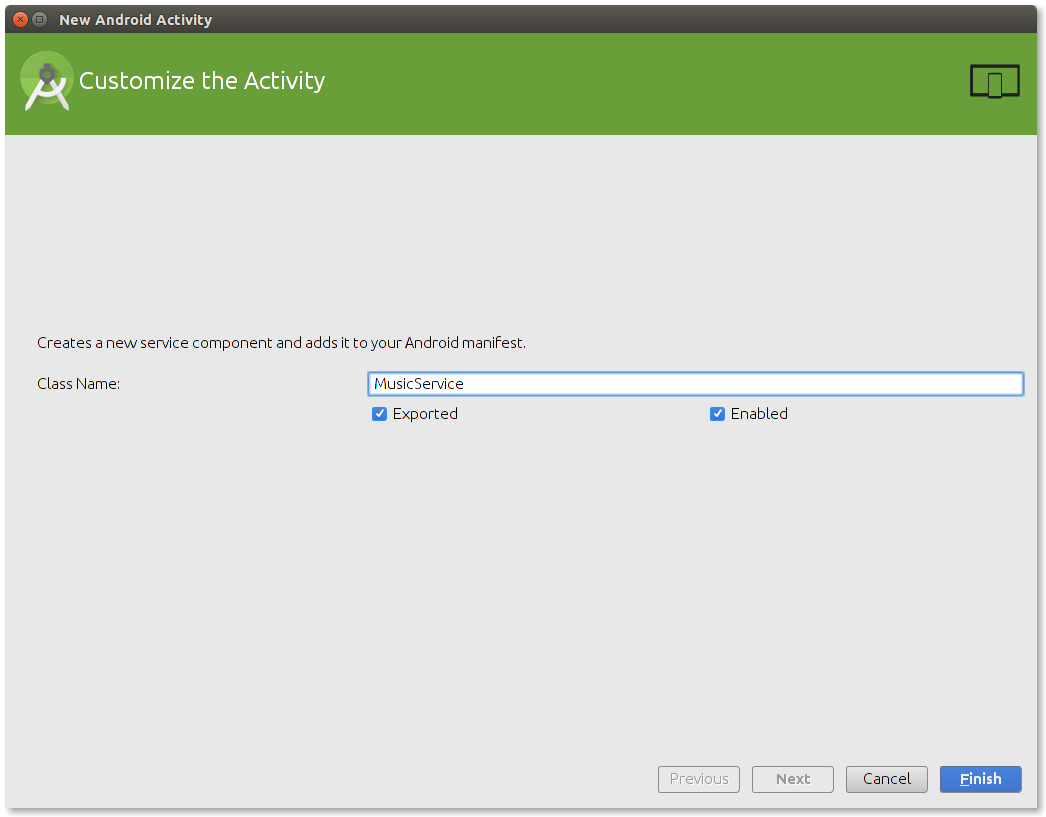 New Android Activity
Customize the Activity
Creates a new service component and adds it to your Android manifest.
Class Name: MusicService
Exported Enabled
Previous Next Cancel Finish